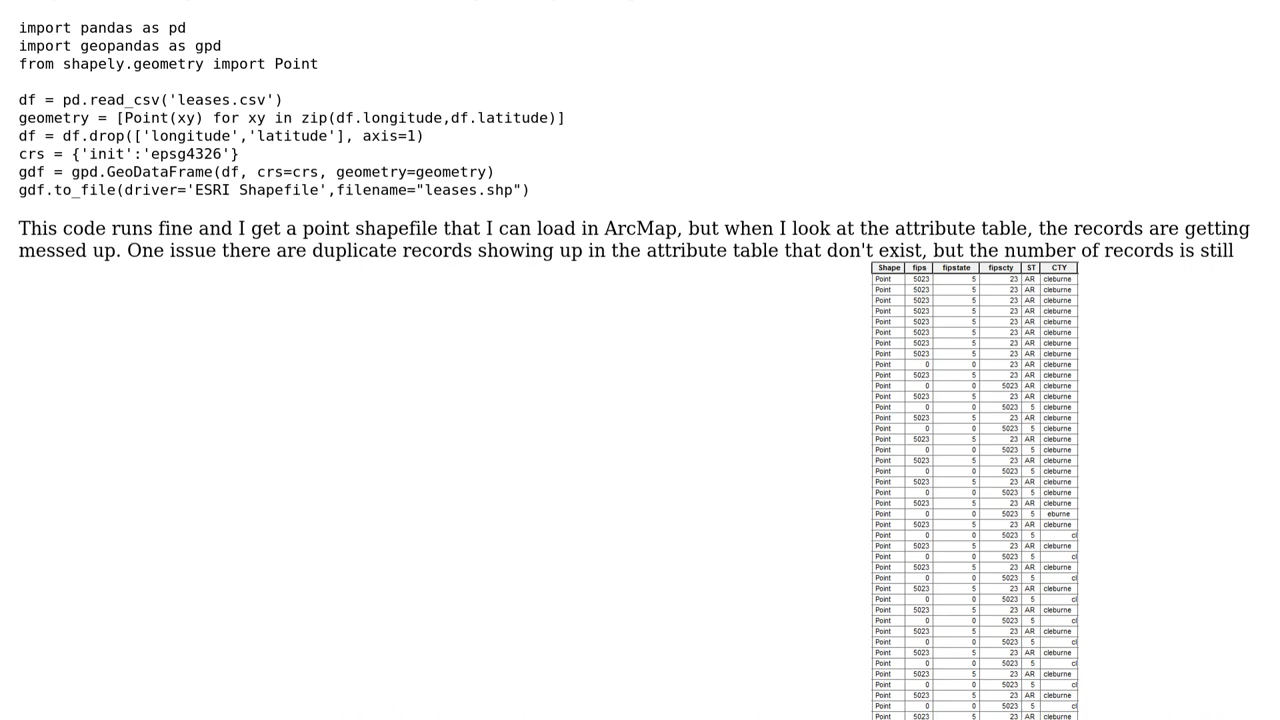 import pandas as pd
import geopandas as gpd
from shapely.geometry import Point
df = pd.read_csv('leases.csv')
geometry = [Point(xy) for xy in zip(df.longitude,df.latitude)]
df = df.drop(['longitude','latitude'], axis=1)
crs = {'init':'epsg4326'}
gdf = gpd.GeoDataFrame(df, crs=crs, geometry=geometry)
gdf.to_file(driver='ESRI Shapefile',filename="leases.shp")
This code runs fine and I get a point shapefile that I can load in ArcMap, but when I look at the attribute table, the records are getting
messed up. One issue there are duplicate records showing up in the attribute table that don't exist, but the number of records is still
Shape fips fipstate fipscty ST CTY
Point 5023 5 23 AR cleburne
Point 5023 5 23 AR cleburne
Point 5023 5 23 AR cleburne
Point 5023 5 23 AR cleburne
Point 5023 5 23 AR cleburne
Point 5023 5 23 AR cleburne
Point 5023 5 23 AR cleburne
Point 5023 5 23 AR cleburne
Point 0 0 23 AR cleburne
Point 5023 5 23 AR cleburne
Point 0 0 5023 AR cleburne
Point 5023 5 23 AR cleburne
Point 0 0 5023 5 cleburne
Point 5023 5 23 AR cleburne
Point 0 0 5023 5 cleburne
Point 5023 5 23 AR cleburne
Point 0 0 5023 5 cleburne
Point 5023 5 23 AR cleburne
Point 0 0 5023 5 cleburne
Point 5023 5 23 AR cleburne
Point 0 0 5023 5 cleburne
Point 5023 5 23 AR cleburne
Point 0 0 5023 5 eburne
Point 5023 5 23 AR cleburne
Point 0 0 5023 5 cl
Point 5023 5 23 AR cleburne
Point 0 0 5023 5 cl
Point 5023 5 23 AR cleburne
Point 0 0 5023 5 cl
Point 5023 5 23 AR cleburne
Point 0 0 5023 5 cl
Point 5023 5 23 AR cleburne
Point 0 0 5023 5 cl
Point 5023 5 23 AR cleburne
Point 0 0 5023 5 cl
Point 5023 5 23 AR cleburne
Point 0 0 5023 5 cl
Point 5023 5 23 AR cleburne
Point 0 0 5023 5 cl
Point 5023 5 23 AR cleburne
Point 0 0 5023 5 cl
Point 5023 5 23 AR cleburne